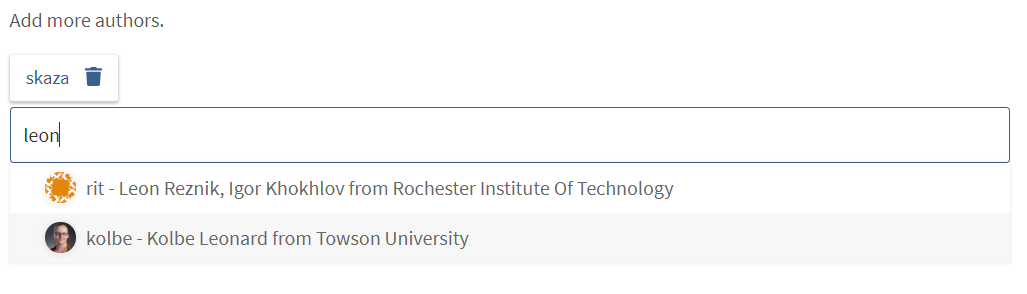 Add more authors.
skaza
leon
rit - Leon Reznik, Igor Khokhlov from Rochester Institute Of Technology
kolbe - Kolbe Leonard from Towson University